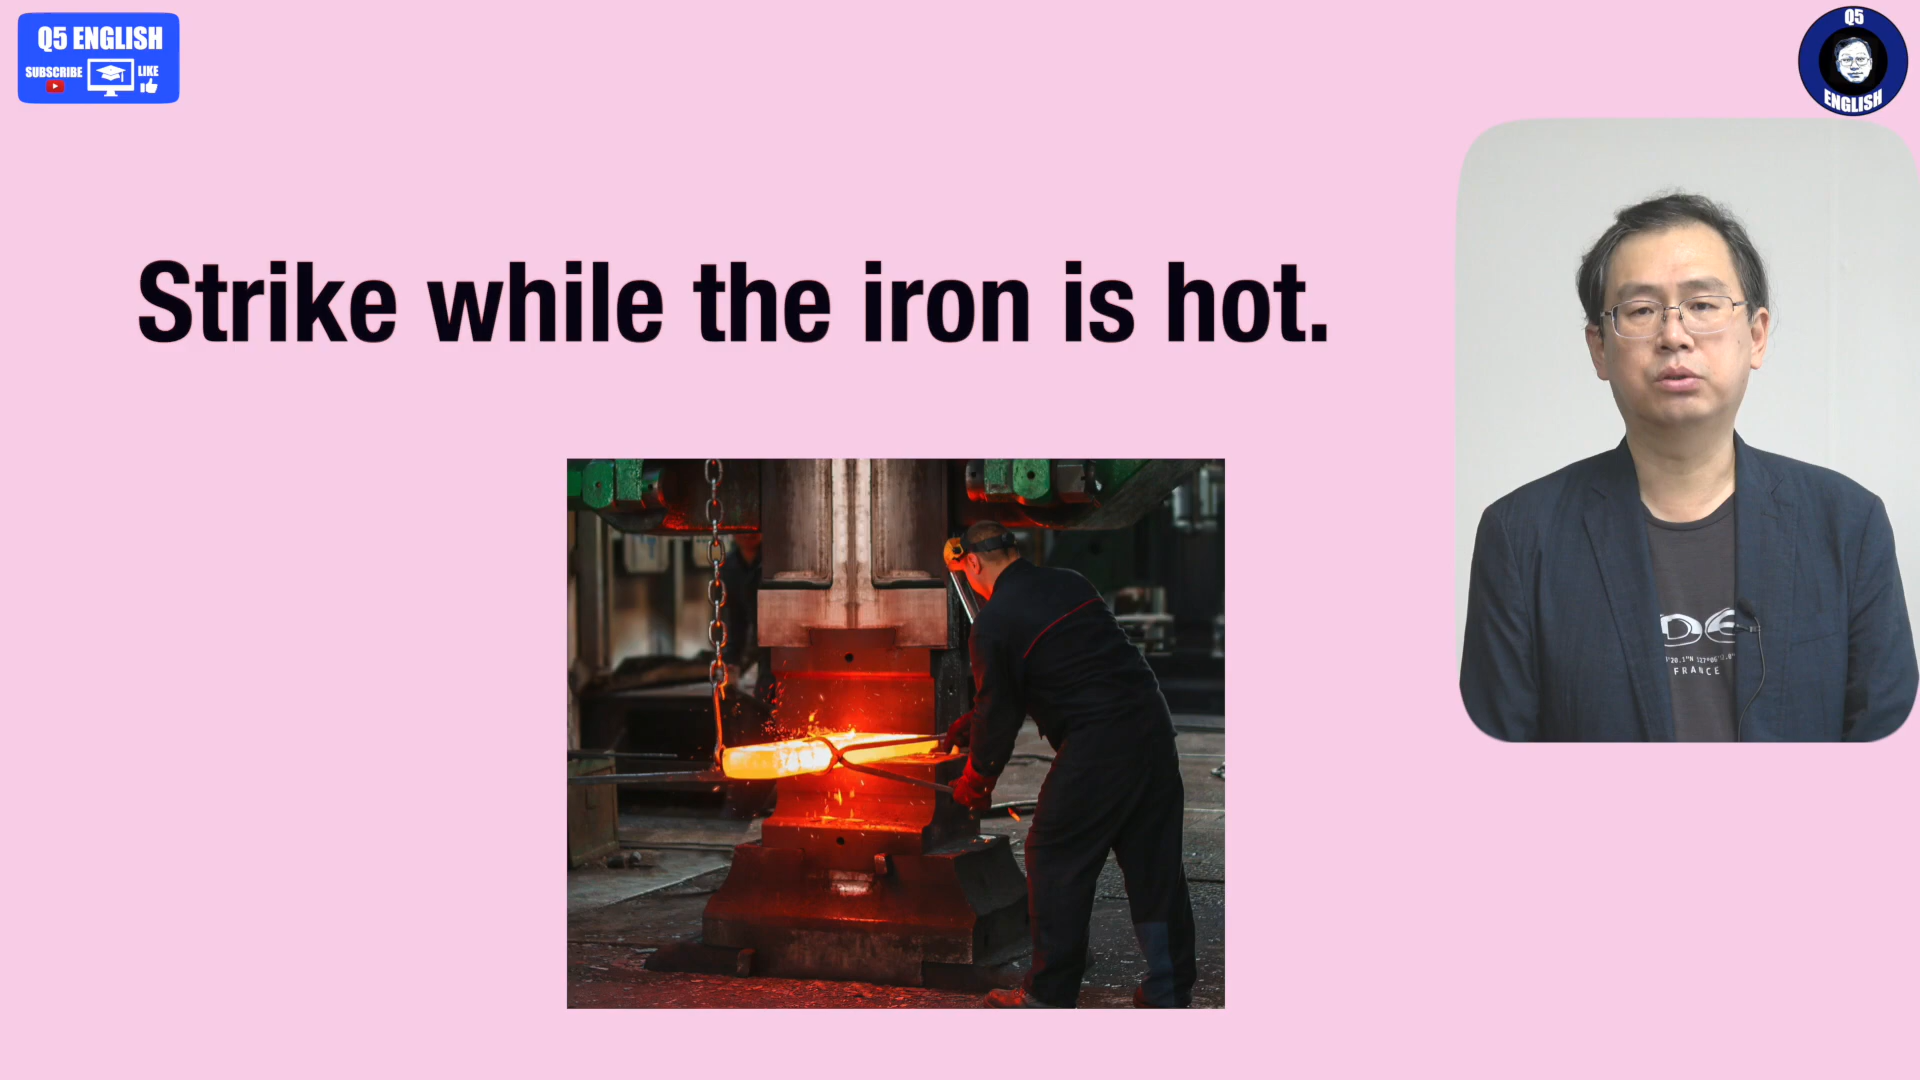 Q5 ENGLISH
SUBSCRIBE
LIKE
Q5
ENGLISH
Strike while the iron is hot.
FRANCE